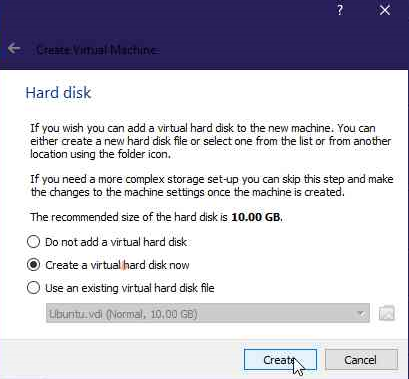 ?
Create Virtual Machine
Hard disk
If you wish you can add a virtual hard disk to the new machine. You can
either create a new hard disk file or select one from the list or from another
location using the folder icon.
If you need a more complex storage set-up you can skip this step and make
the changes to the machine settings once the machine is created.
The recommended size of the hard disk is 10.00 GB.
Do not add a virtual hard disk
Create a virtual hard disk now
Use an existing virtual hard disk file
Ubuntu.vdi (Normal, 10.00 GB)
Create
Cancel